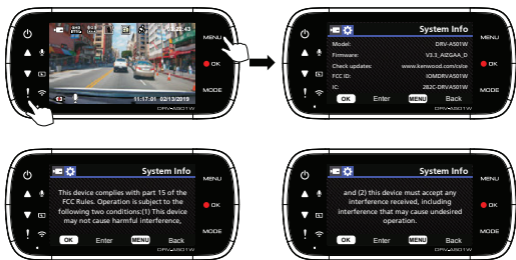 MENU
OK
MODE
11:17:01 02/13/2019
DRV-A501W
System Info
Model: DRV-A501W
Firmware: V3.3_AIZGAA_D
Check updates: www.kenwood.com/cs/ce
FCC ID: IOMDRVA501W
IC: 282C-DRVA501W
OK Enter MENU Back
MENU
OK
MODE
DRV-A501W
System Info
This device complies with part 15 of the
FCC Rules. Operation is subject to the
following two conditions:(1) This device
may not cause harmful interference,
OK Enter MENU Back
MENU
OK
MODE
DRV-A501W
System Info
and (2) this device must accept any
interference received, including
interference that may cause undesired
operation.
OK Enter MENU Back
MENU
OK
MODE
DRV-A501W